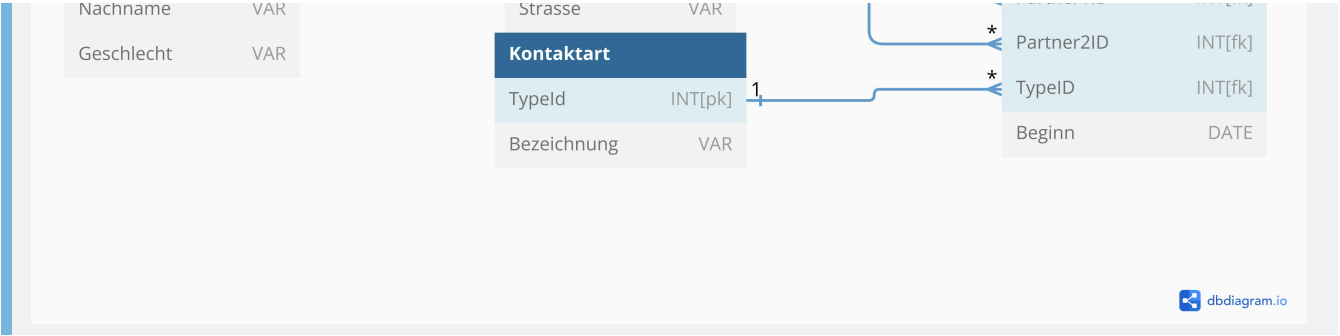 Nachname VAR
Geschlecht VAR
Strasse VAR
Kontaktart
TypeId INT[pk]
Bezeichnung VAR
1
*
*
Partner2ID INT[fk]
TypeID INT[fk]
Beginn DATE
dbdiagram.io